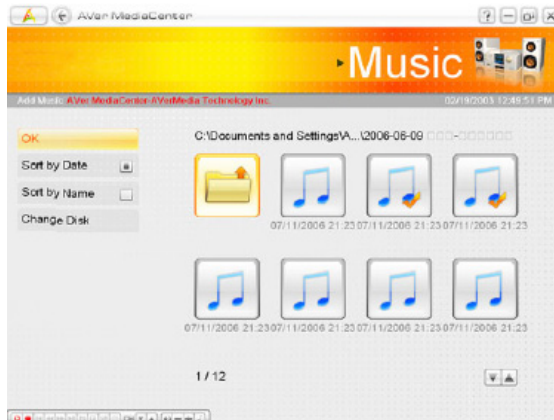 AVer MediaCenter
Music
Add Music: AVer MediaCenter-AVerMedia Technology Inc.
02/19/2003 12:49:51 PM
OK
C:\Documents and Settings\A...\2006-06-09
Sort by Date
Sort by Name
Change Disk
07/11/2006 21:23 07/11/2006 21:23 07/11/2006 21:23
07/11/2006 21:23 07/11/2006 21:23 07/11/2006 21:23 07/11/2006 21:23
1/12